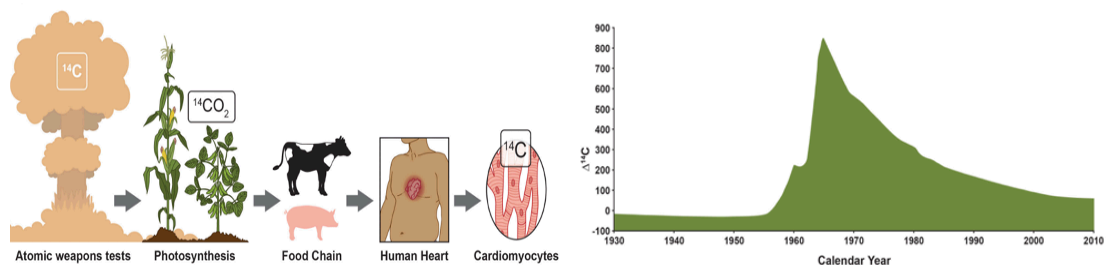 ¹⁴C
¹⁴CO₂
¹⁴C
Atomic weapons tests
Photosynthesis
Food Chain
Human Heart
Cardiomyocytes
900
800
700
600
500
400
300
200
100
0
-100
Δ¹⁴C
1930 1940 1950 1960 1970 1980 1990 2000 2010
Calendar Year